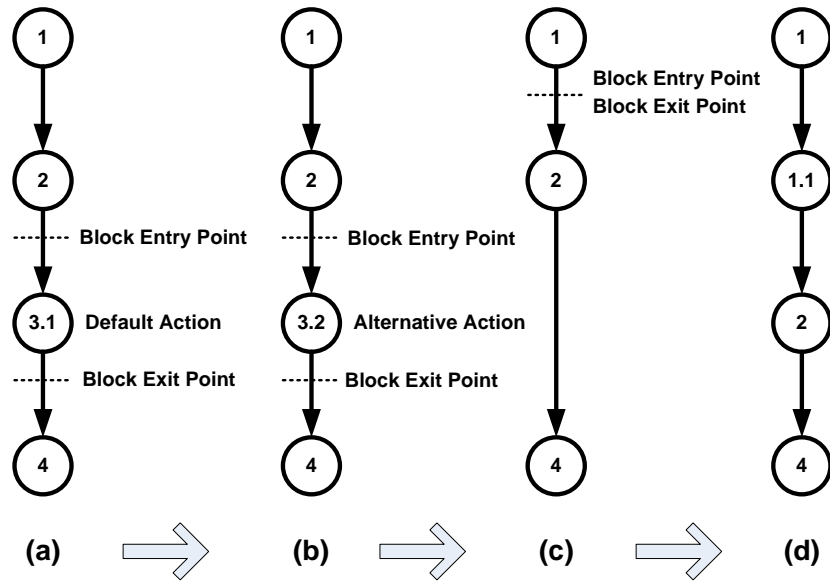 1
1
1
1
Block Entry Point
Block Exit Point
2
2
2
1.1
Block Entry Point
Block Entry Point
3.1
Default Action
3.2
Alternative Action
2
Block Exit Point
Block Exit Point
4
4
4
4
(a)
(b)
(c)
(d)